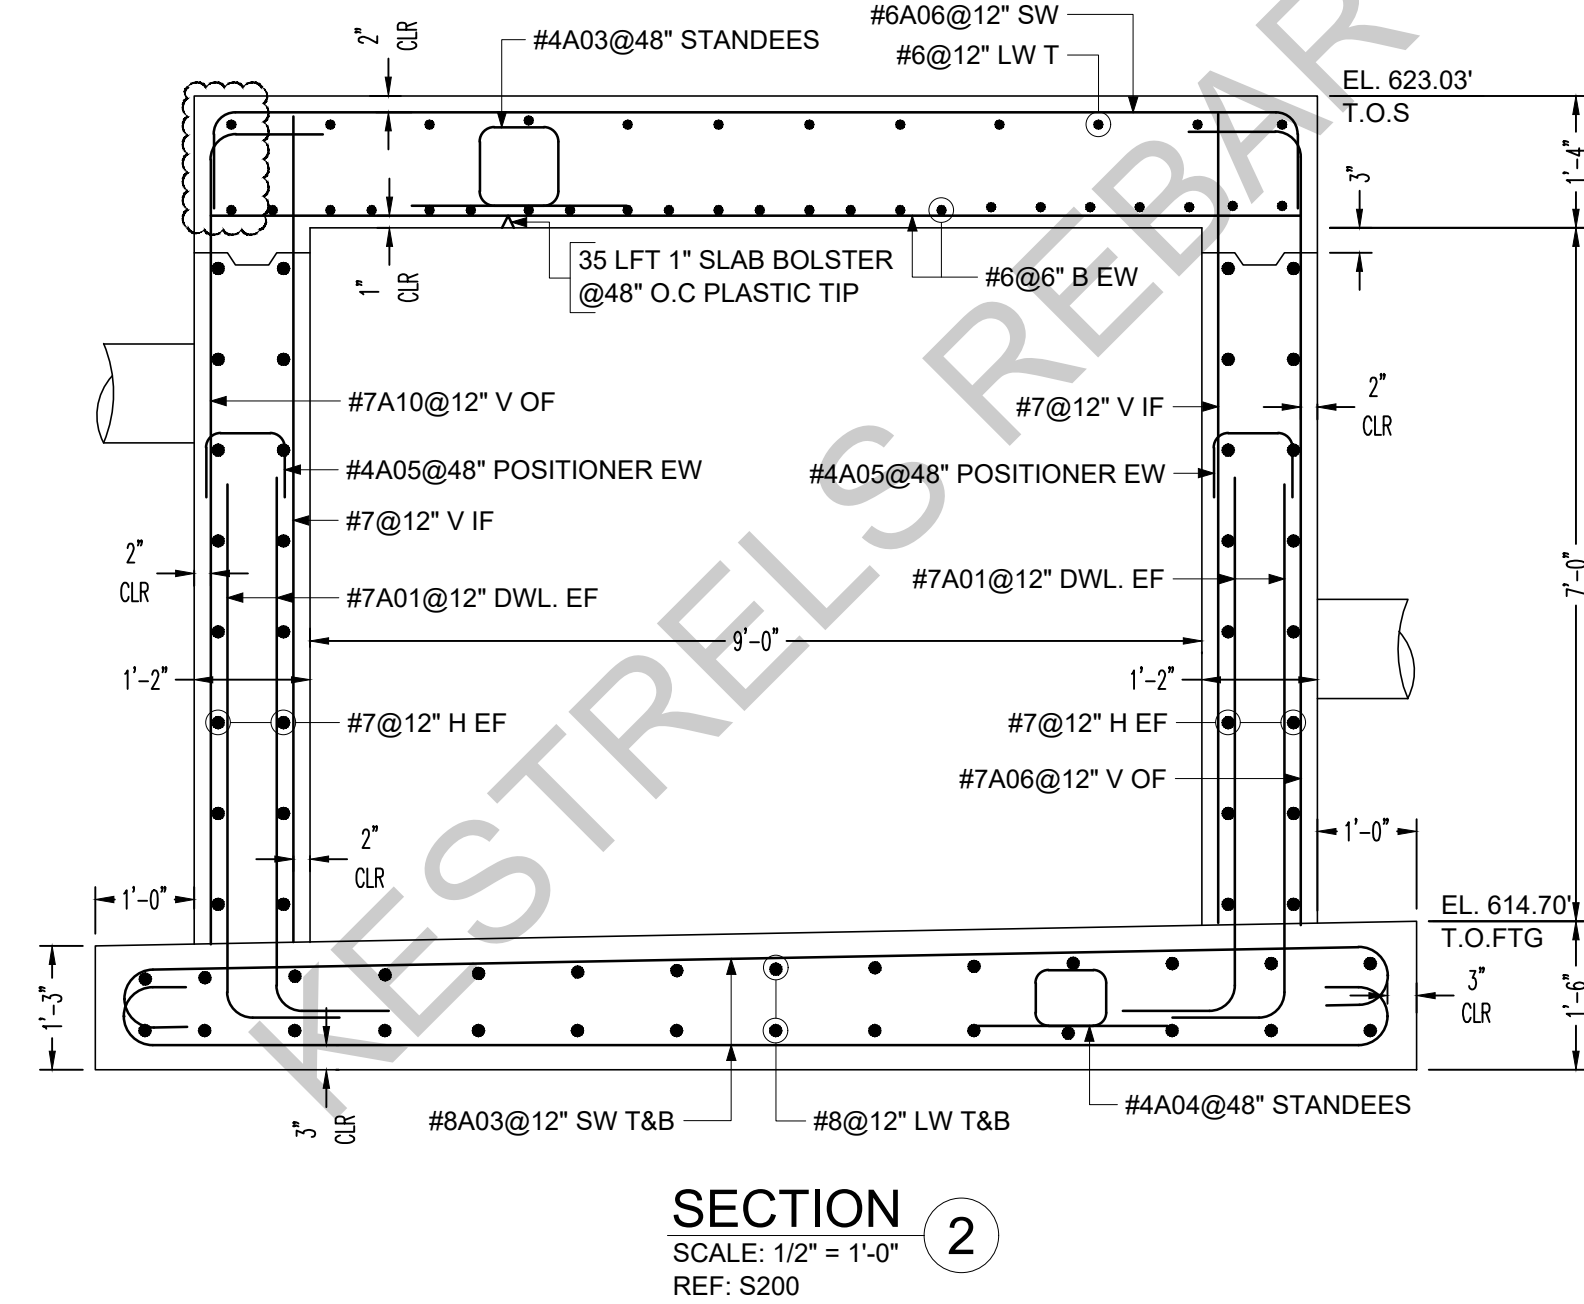 #6A06@12" SW
2"
CLR
#4A03@48" STANDEES
#6@12" LW T
EL. 623.03'
T.O.S
1'-4"
3"
1"
CLR
35 LFT 1" SLAB BOLSTER
@48" O.C PLASTIC TIP
#6@6" B EW
#7A10@12" V OF
#7@12" V IF
2"
CLR
#4A05@48" POSITIONER EW
#4A05@48" POSITIONER EW
#7@12" V IF
2"
CLR
#7A01@12" DWL. EF
#7A01@12" DWL. EF
7'-0"
9'-0"
1'-2"
1'-2"
#7@12" H EF
#7@12" H EF
#7A06@12" V OF
2"
CLR
1'-0"
1'-0"
EL. 614.70'
T.O.FTG
1'-3"
3"
CLR
1'-6"
3"
CLR
#8A03@12" SW T&B
#8@12" LW T&B
#4A04@48" STANDEES
KESTRELS REBAR
SECTION
2
SCALE: 1/2" = 1'-0"
REF: S200